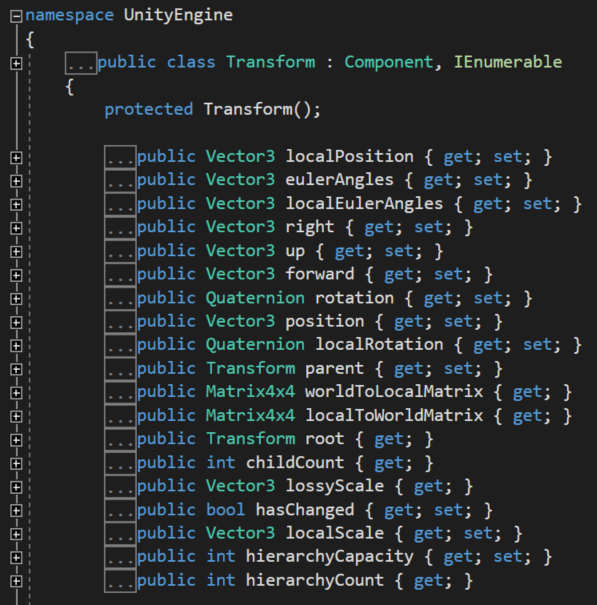 namespace UnityEngine
{
...public class Transform : Component, IEnumerable
{
protected Transform();
...public Vector3 localPosition { get; set; }
...public Vector3 eulerAngles { get; set; }
...public Vector3 localEulerAngles { get; set; }
...public Vector3 right { get; set; }
...public Vector3 up { get; set; }
...public Vector3 forward { get; set; }
...public Quaternion rotation { get; set; }
...public Vector3 position { get; set; }
...public Quaternion localRotation { get; set; }
...public Transform parent { get; set; }
...public Matrix4x4 worldToLocalMatrix { get; }
...public Matrix4x4 localToWorldMatrix { get; }
...public Transform root { get; }
...public int childCount { get; }
...public Vector3 lossyScale { get; }
...public bool hasChanged { get; set; }
...public Vector3 localScale { get; set; }
...public int hierarchyCapacity { get; set; }
...public int hierarchyCount { get; }